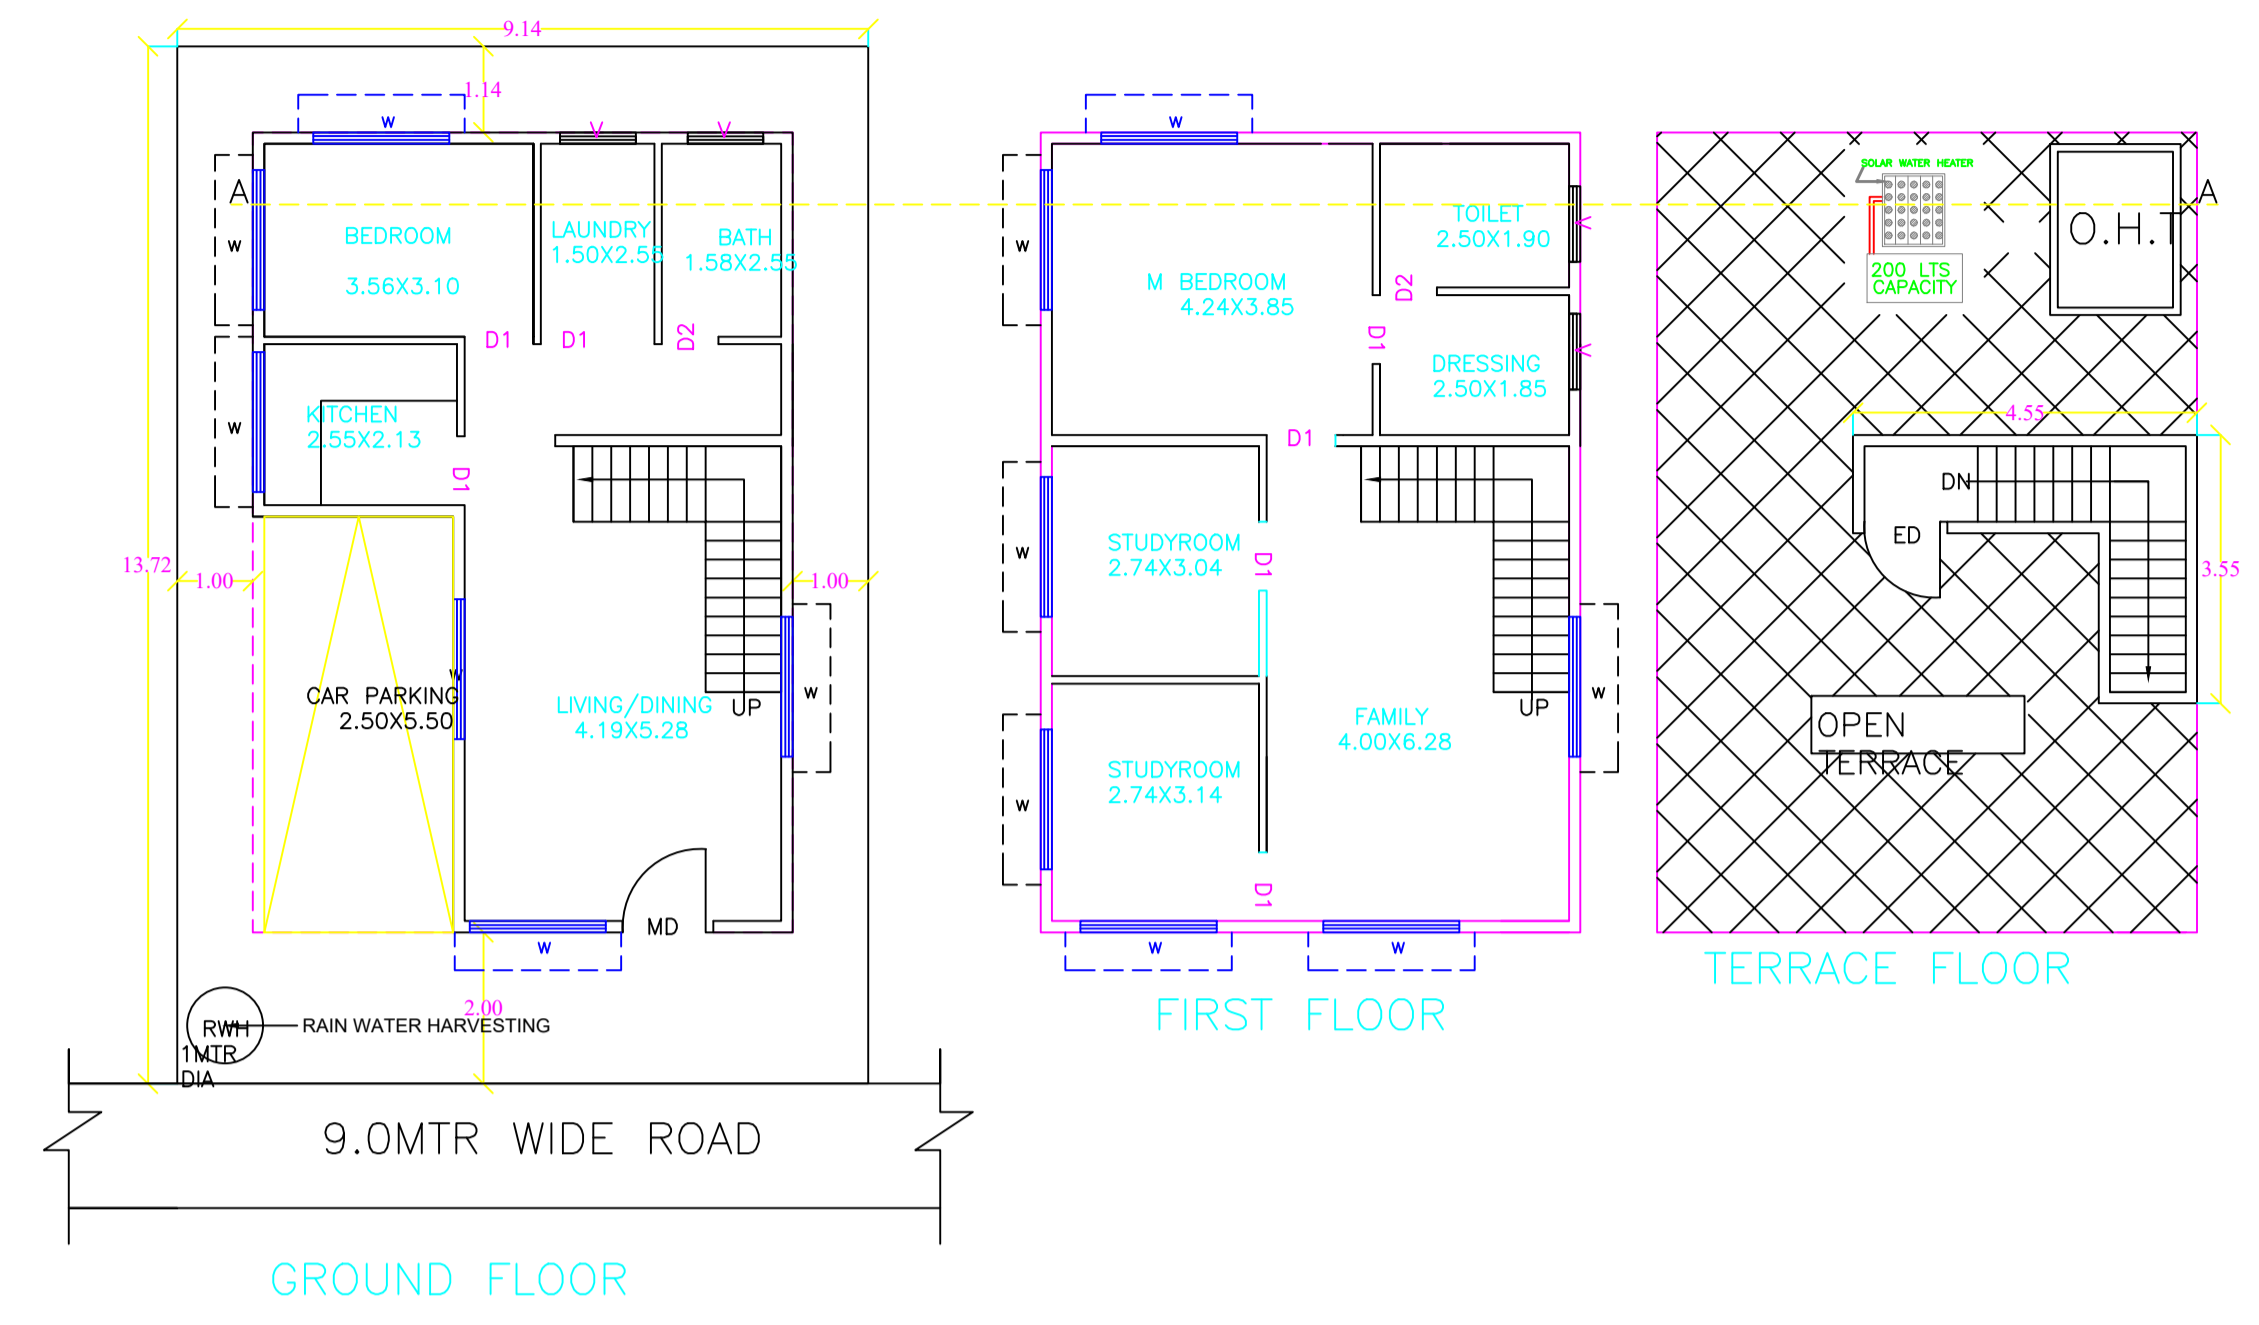 9.14
1.14
W
V
V
A
W
BEDROOM
3.56X3.10
LAUNDRY
1.50X2.55
BATH
1.58X2.55
D1
D1
D2
W
KITCHEN
2.55X2.13
D1
13.72
1.00
1.00
W
CAR PARKING
2.50X5.50
LIVING/DINING
4.19X5.28
UP
W
MD
W
2.00
RWH
RAIN WATER HARVESTING
1MTR
DIA
9.0MTR WIDE ROAD
GROUND FLOOR
W
W
TOILET
2.50X1.90
V
M BEDROOM
4.24X3.85
D2
D1
DRESSING
2.50X1.85
V
D1
W
STUDYROOM
2.74X3.04
D1
FAMILY
4.00X6.28
UP
W
STUDYROOM
2.74X3.14
W
D1
W
W
FIRST FLOOR
SOLAR WATER HEATER
A
O.H.T
200 LTS
CAPACITY
4.55
DN
ED
3.55
OPEN
TERRACE
TERRACE FLOOR